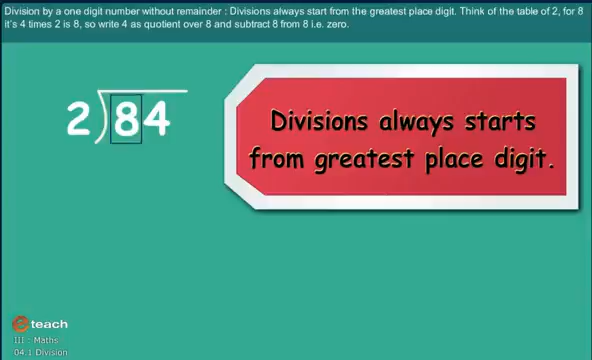 Division by a one digit number without remainder : Divisions always start from the greatest place digit. Think of the table of 2, for 8
it's 4 times 2 is 8, so write 4 as quotient over 8 and subtract 8 from 8 i.e. zero.
2)84
Divisions always starts
from greatest place digit.
eteach
III : Maths
04.1 Division